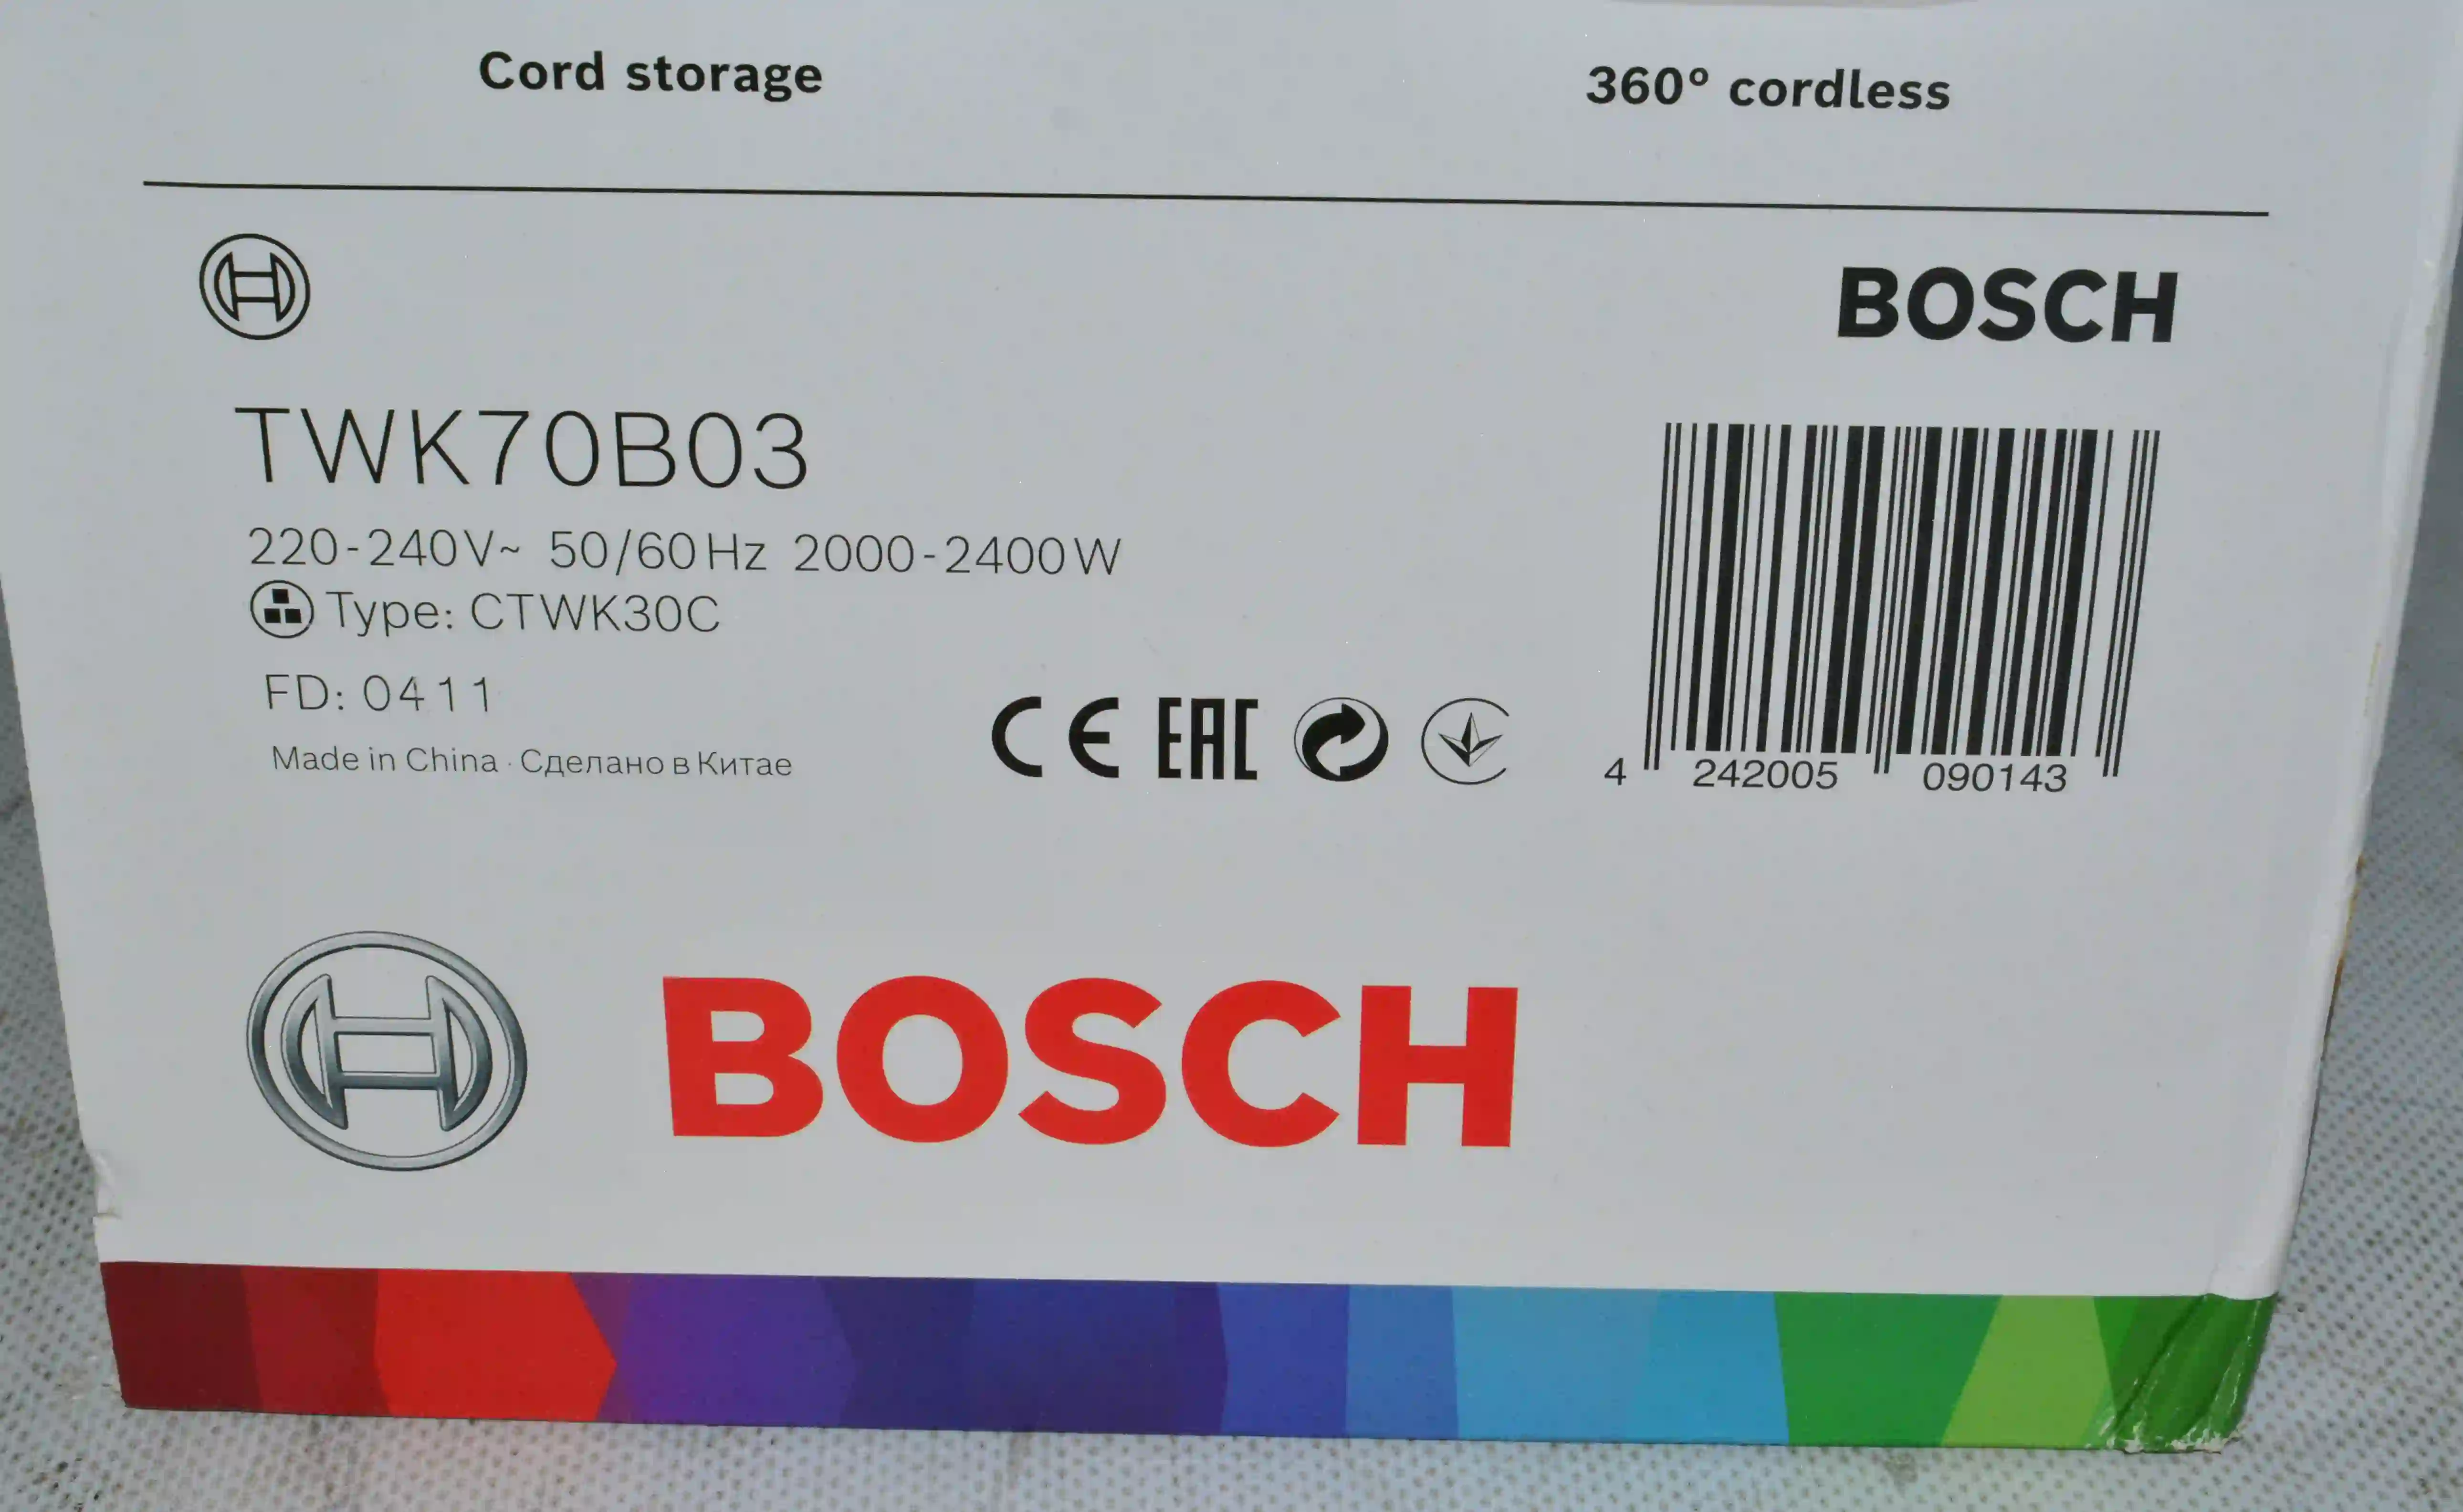 Cord storage
360° cordless
BOSCH
TWK70B03
220-240V~ 50/60Hz 2000-2400W
Type: CTWK30C
FD: 0411
Made in China · Сделано в Китае
CE EAC
4 242005 090143
BOSCH